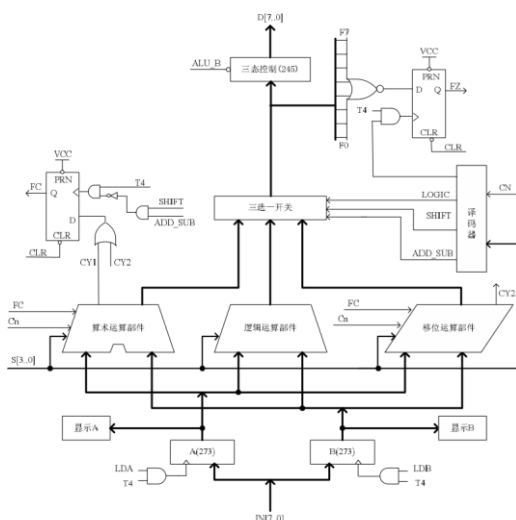 D[7..0]
ALU_B
三态控制(245)
F7
F0
VCC
PRN
D
Q
FZ
T4
CLR
CLR
VCC
PRN
FC
Q
D
T4
SHIFT
ADD_SUB
CLR
CLR
CY1
CY2
三选一开关
LOGIC
SHIFT
ADD_SUB
译码器
CN
CY2
FC
Cn
算术运算部件
逻辑运算部件
FC
Cn
移位运算部件
S[3..0]
显示A
A(273)
B(273)
显示B
LDA
T4
LDB
T4
IN[7..0]